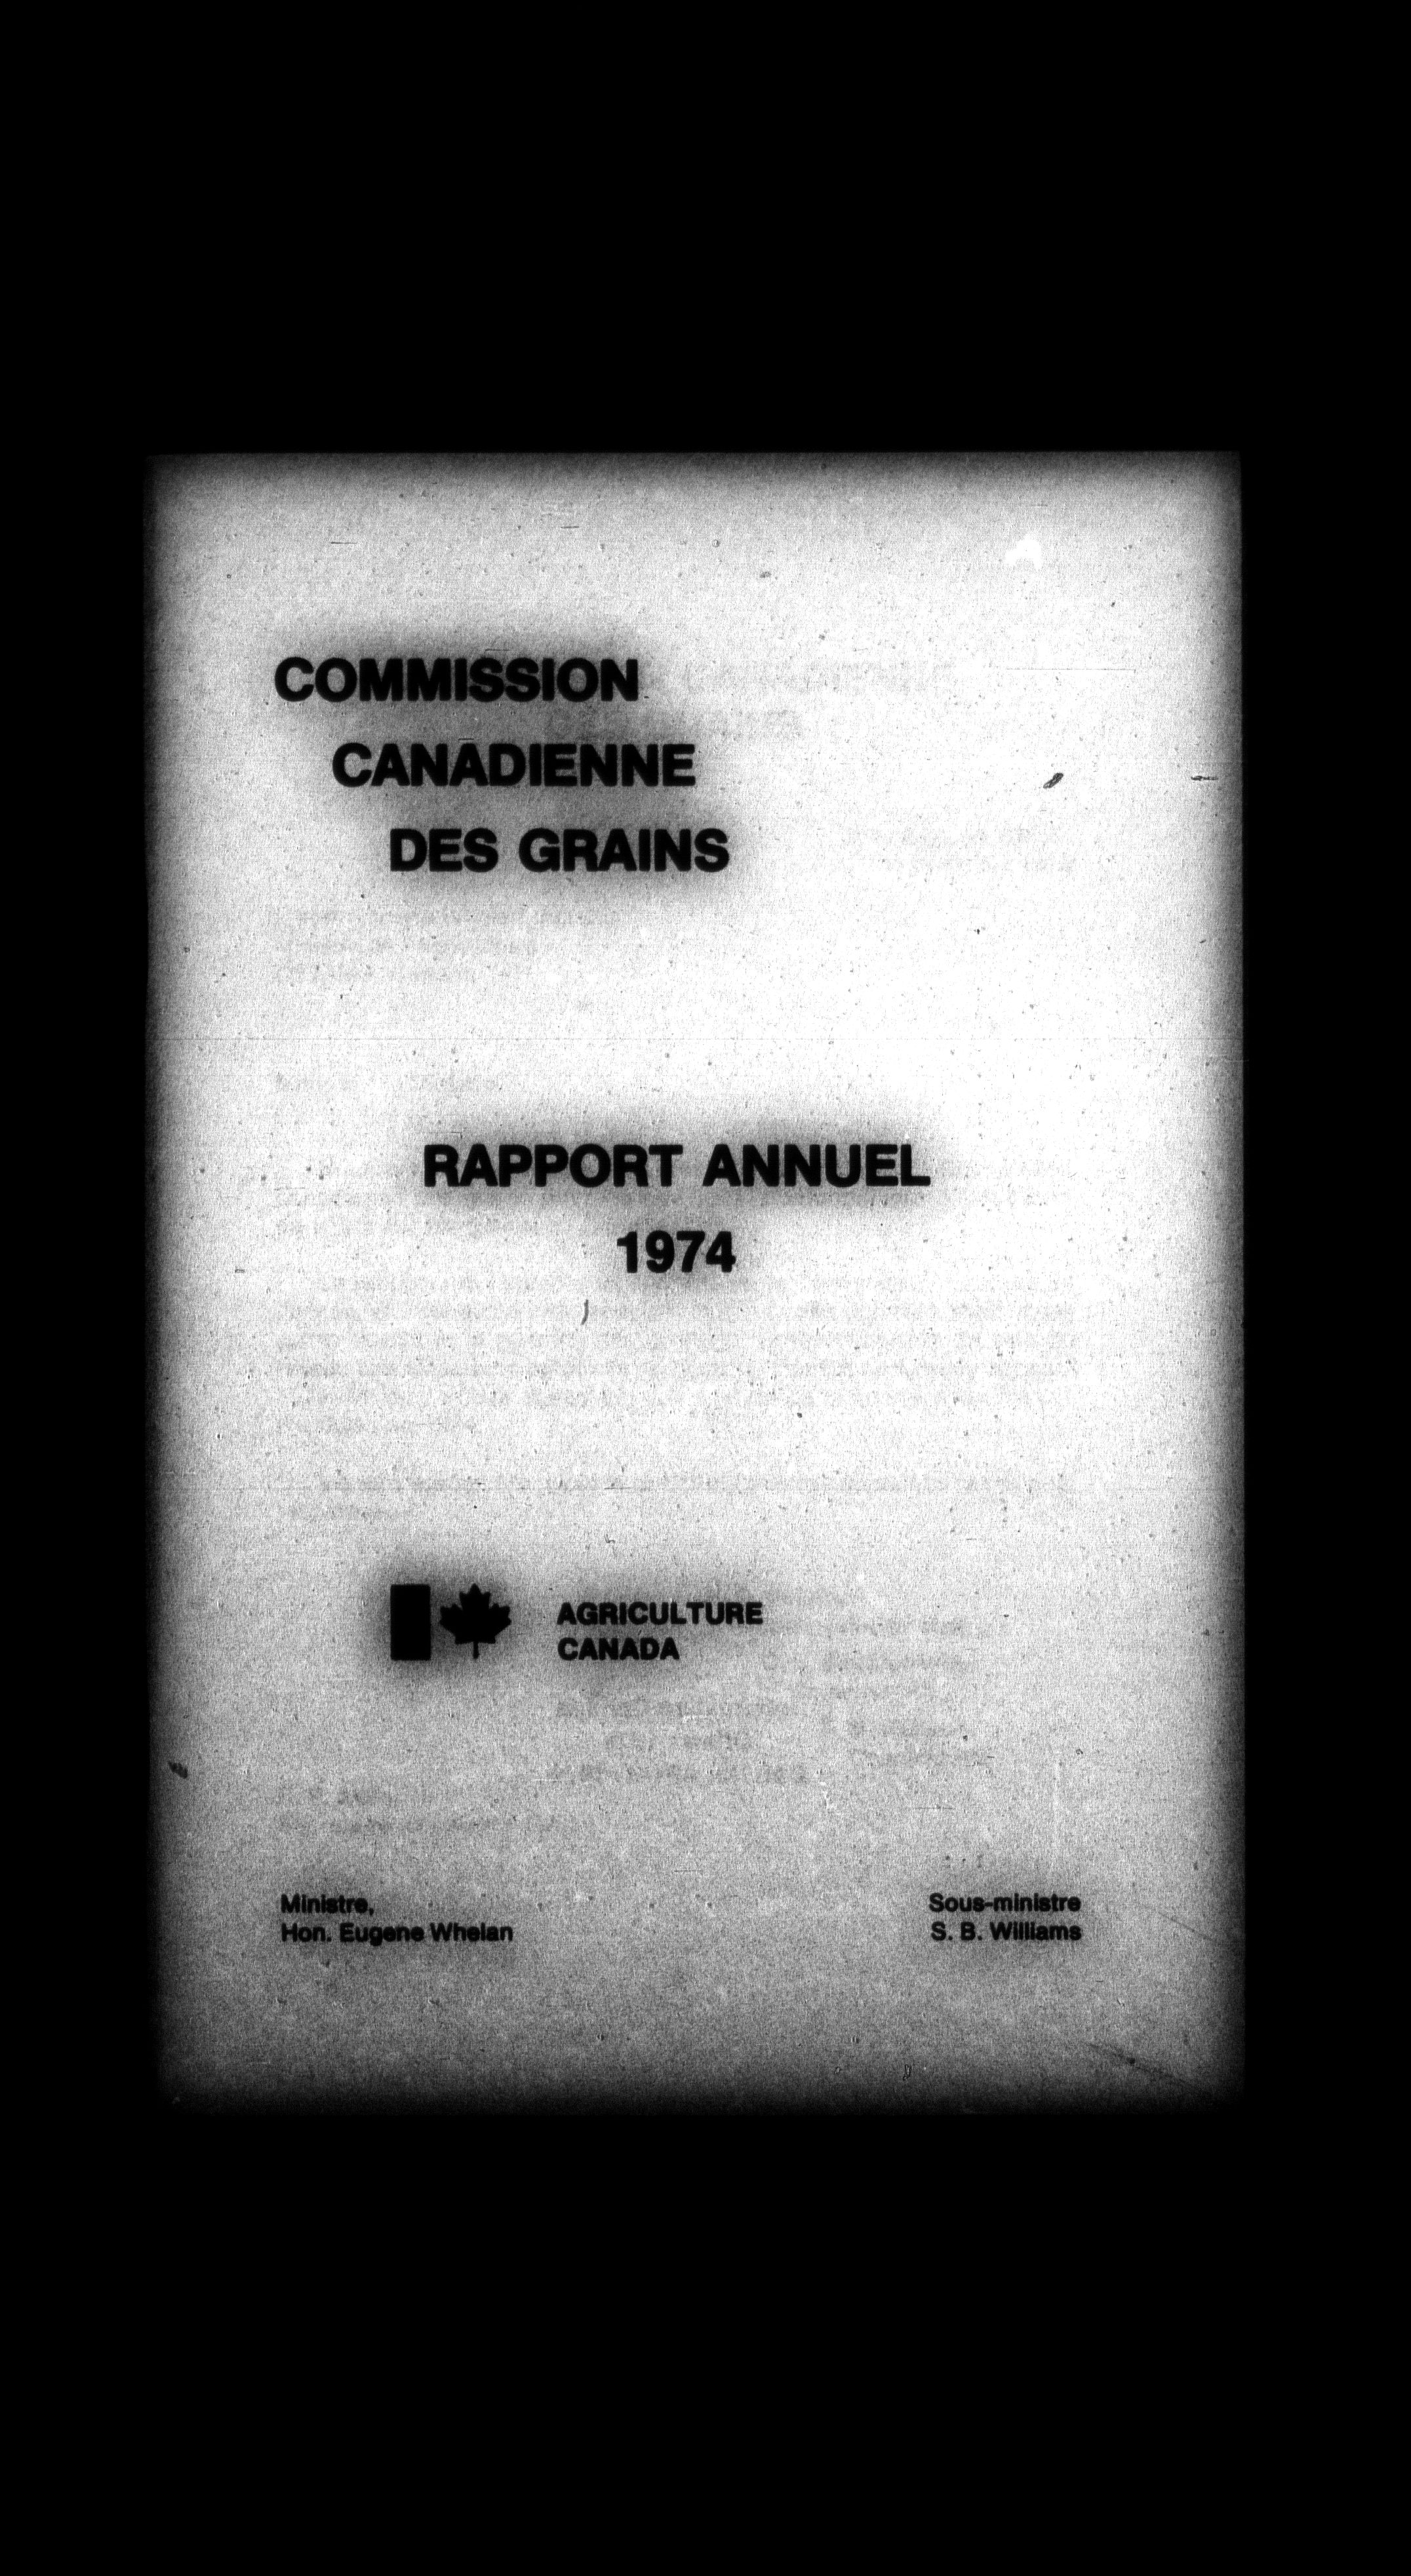 COMMISSION
CANADIENNE
DES GRAINS
RAPPORT ANNUEL
1974
AGRICULTURE
CANADA
Ministre,
Hon. Eugene Whelan
Sous-ministre
S. B. Williams